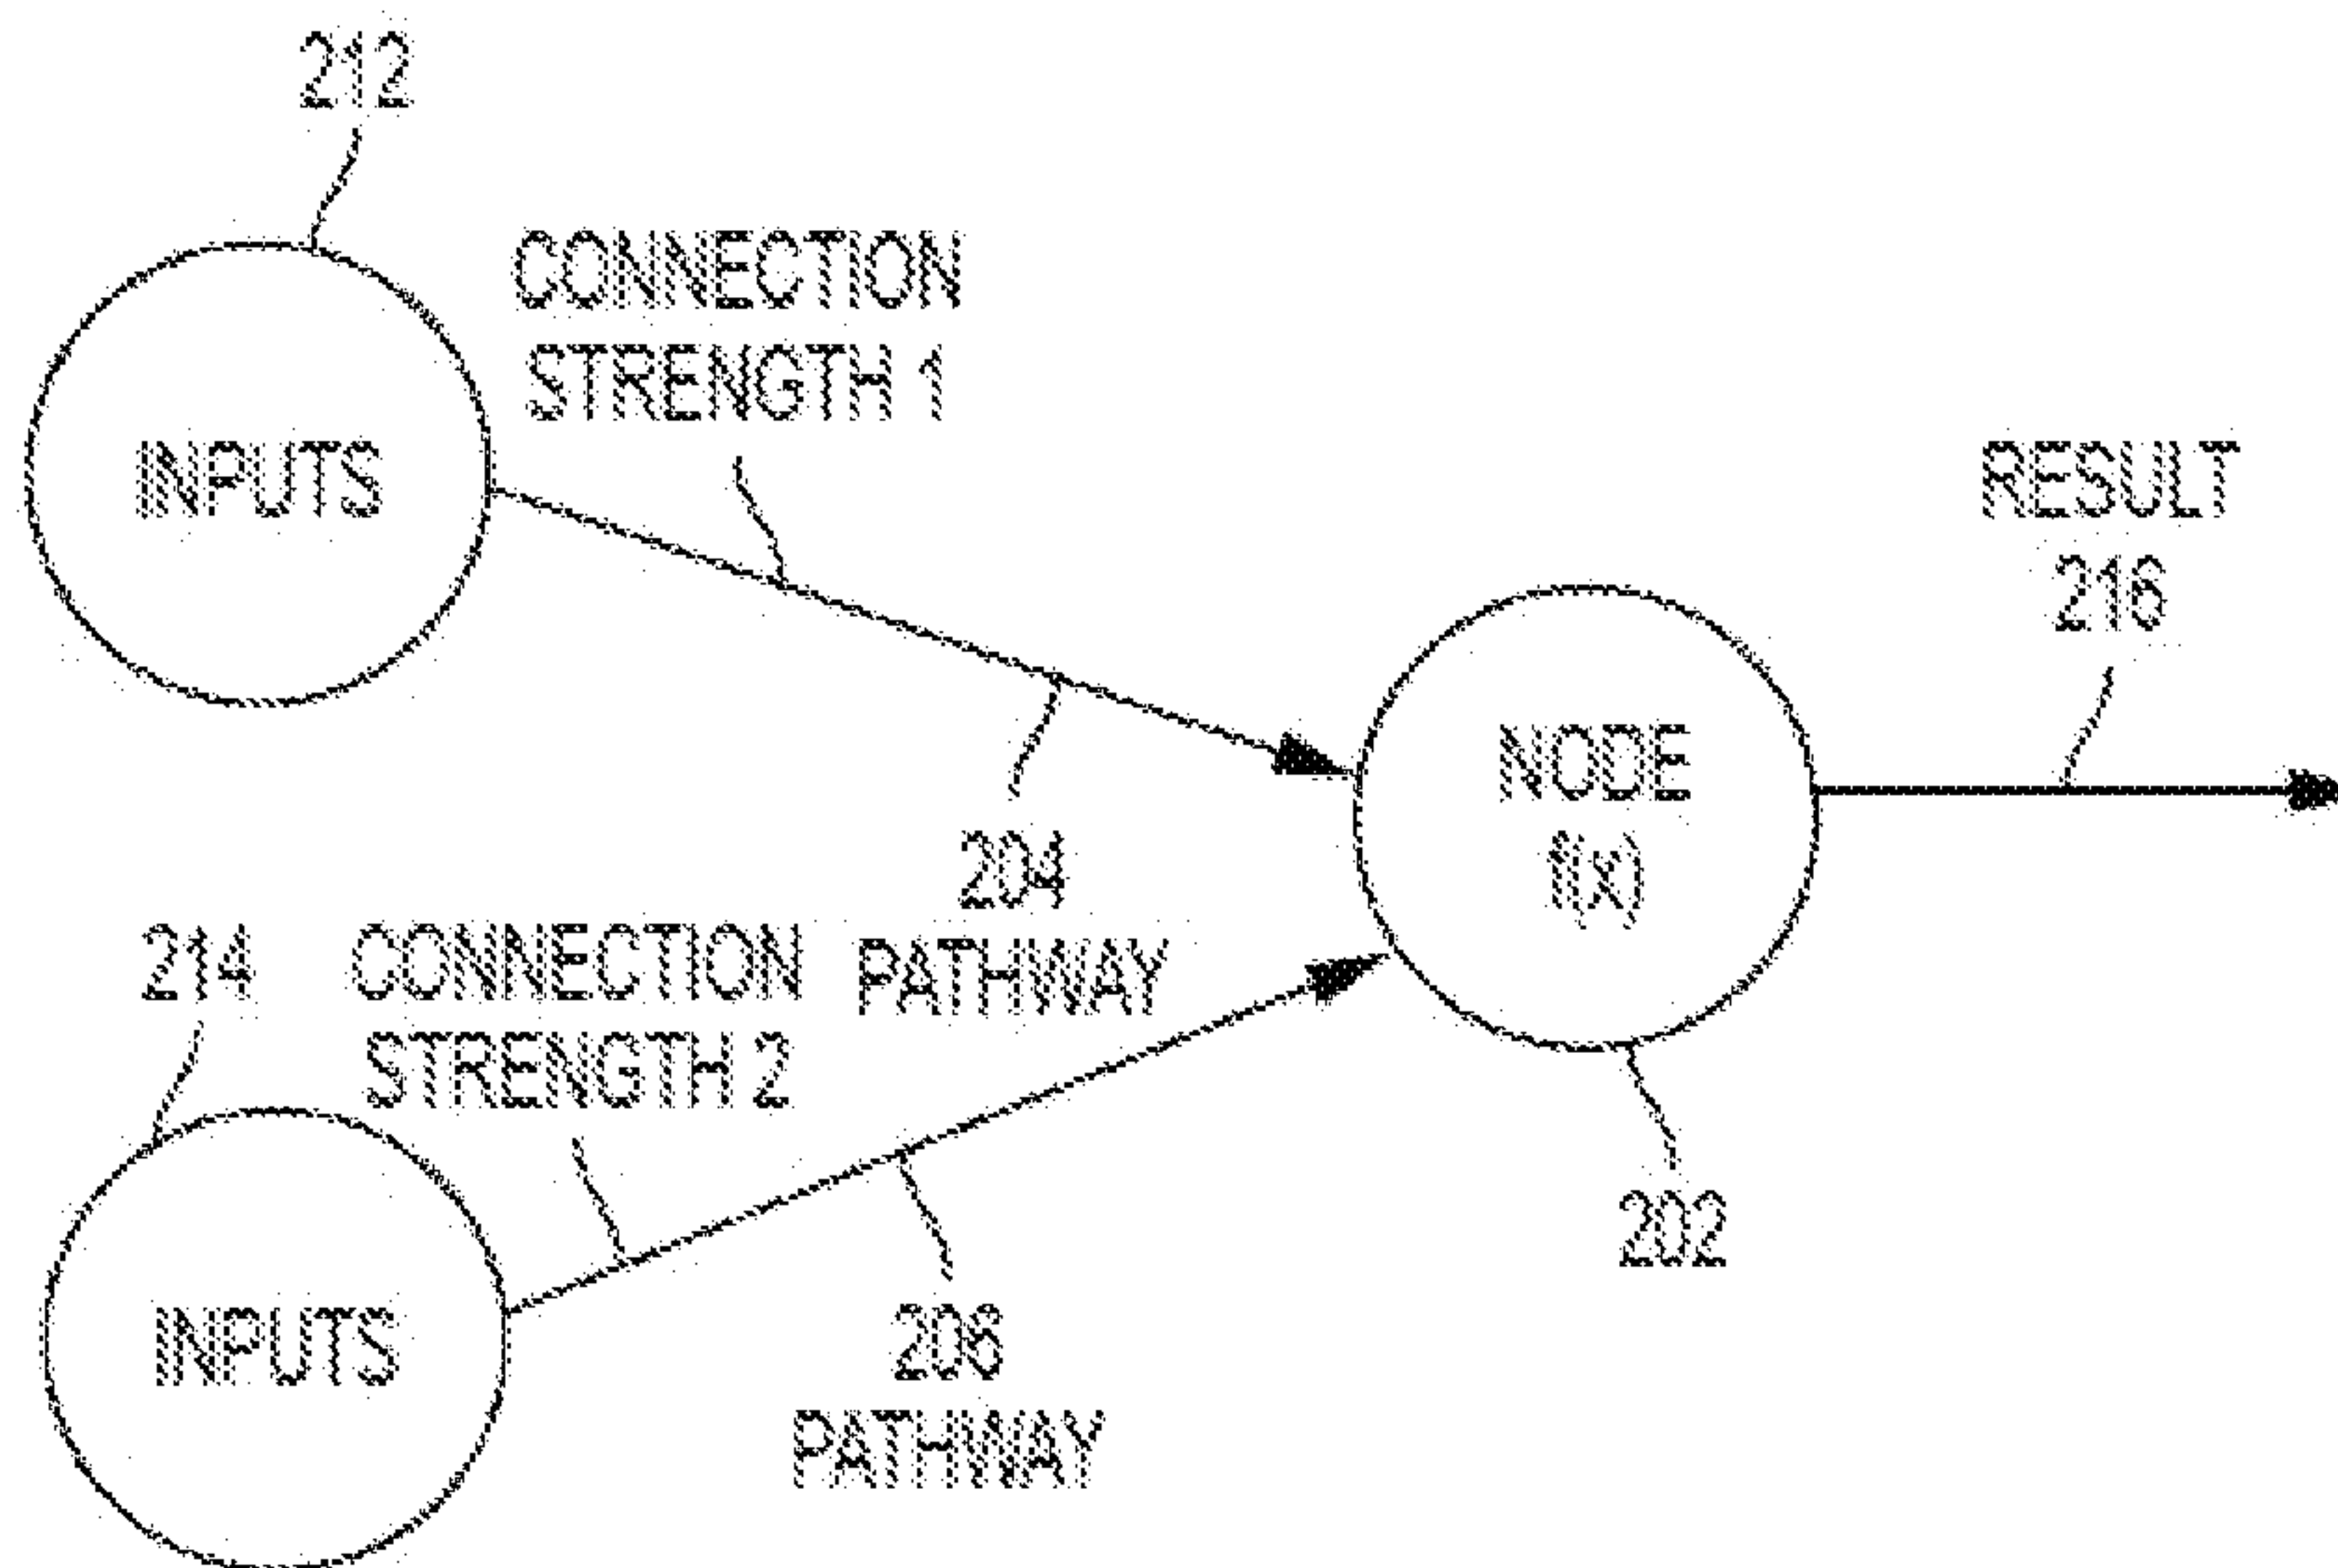 212
CONNECTION
STRENGTH 1
INPUTS
RESULT
216
NODE
f(x)
204
PATHWAY
214
CONNECTION
STRENGTH 2
202
INPUTS
206
PATHWAY